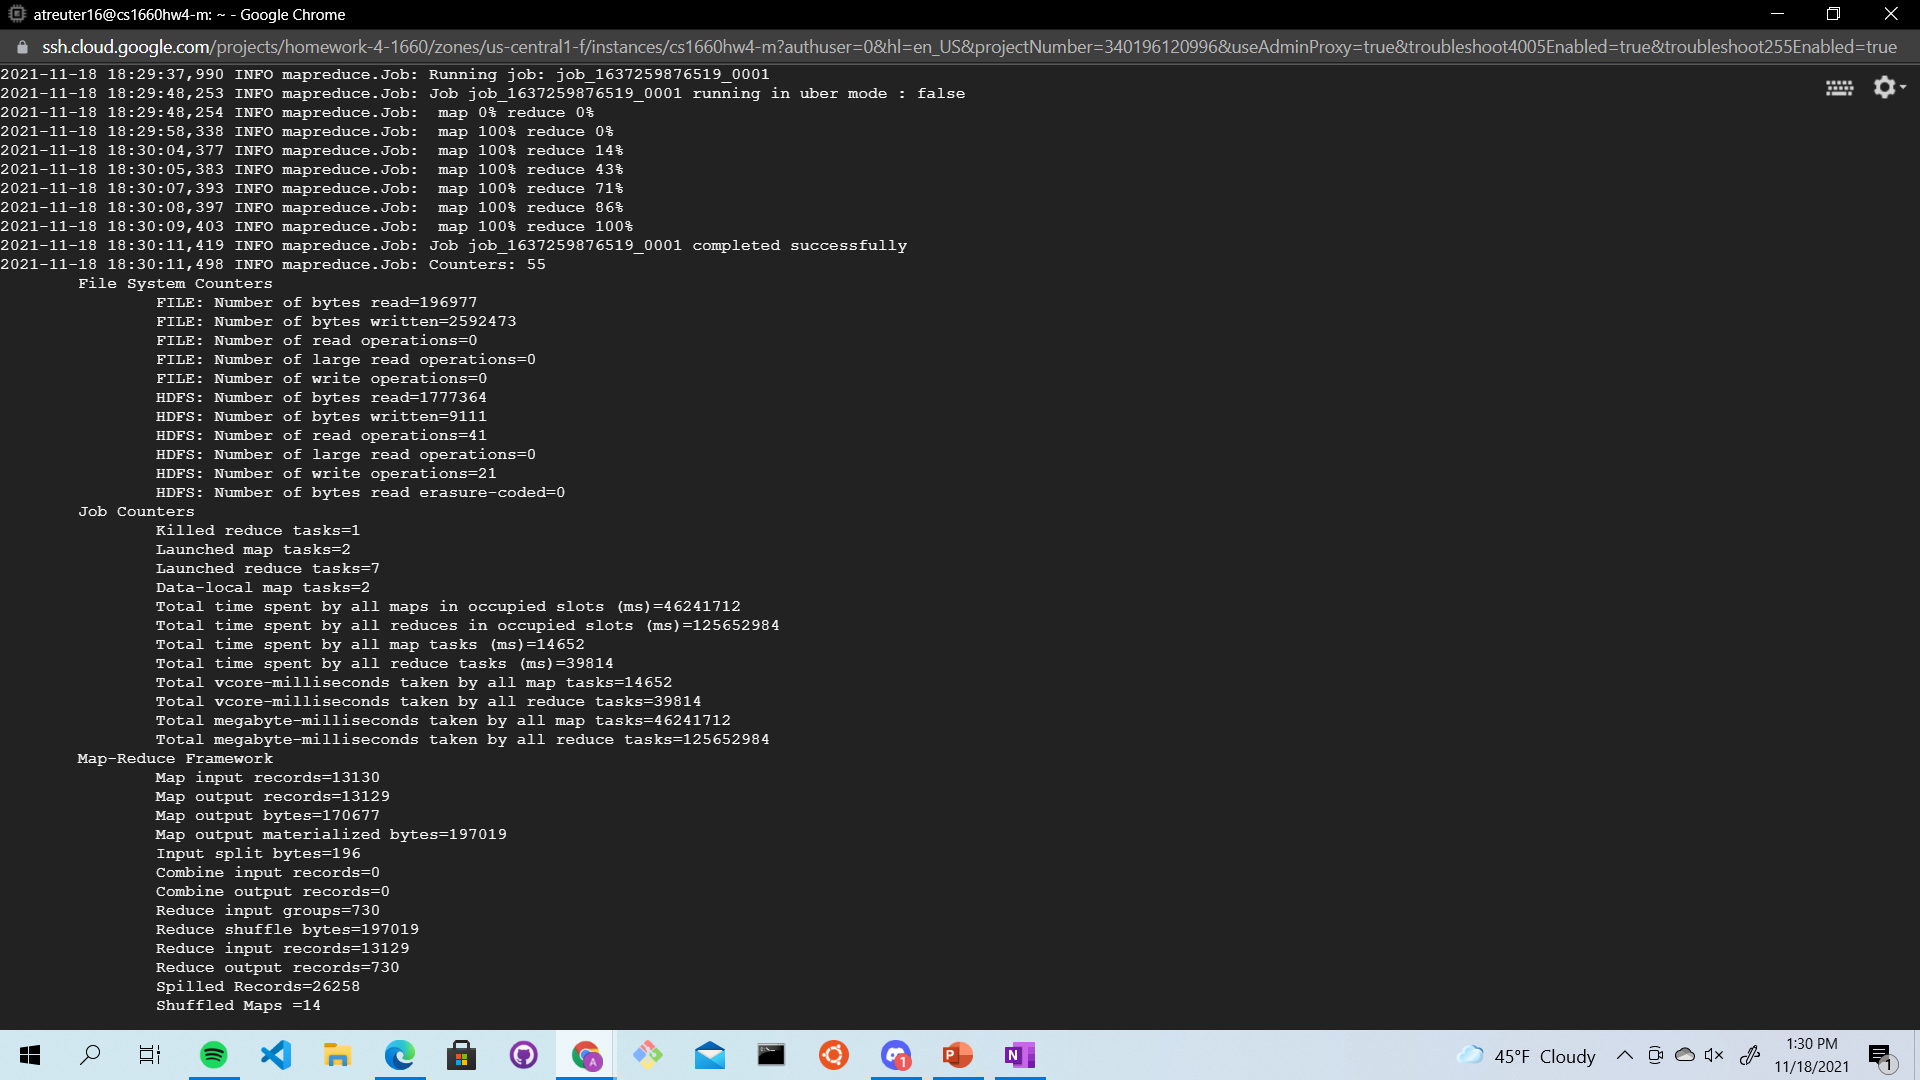 atreuter16@cs1660hw4-m: ~ - Google Chrome
ssh.cloud.google.com/projects/homework-4-1660/zones/us-central1-f/instances/cs1660hw4-m?authuser=0&hl=en_US&projectNumber=340196120996&useAdminProxy=true&troubleshoot4005Enabled=true&troubleshoot255Enabled=true
2021-11-18 18:29:37,990 INFO mapreduce.Job: Running job: job_1637259876519_0001
2021-11-18 18:29:48,253 INFO mapreduce.Job: Job job_1637259876519_0001 running in uber mode : false
2021-11-18 18:29:48,254 INFO mapreduce.Job:  map 0% reduce 0%
2021-11-18 18:29:58,338 INFO mapreduce.Job:  map 100% reduce 0%
2021-11-18 18:30:04,377 INFO mapreduce.Job:  map 100% reduce 14%
2021-11-18 18:30:05,383 INFO mapreduce.Job:  map 100% reduce 43%
2021-11-18 18:30:07,393 INFO mapreduce.Job:  map 100% reduce 71%
2021-11-18 18:30:08,397 INFO mapreduce.Job:  map 100% reduce 86%
2021-11-18 18:30:09,403 INFO mapreduce.Job:  map 100% reduce 100%
2021-11-18 18:30:11,419 INFO mapreduce.Job: Job job_1637259876519_0001 completed successfully
2021-11-18 18:30:11,498 INFO mapreduce.Job: Counters: 55
File System Counters
FILE: Number of bytes read=196977
FILE: Number of bytes written=2592473
FILE: Number of read operations=0
FILE: Number of large read operations=0
FILE: Number of write operations=0
HDFS: Number of bytes read=1777364
HDFS: Number of bytes written=9111
HDFS: Number of read operations=41
HDFS: Number of large read operations=0
HDFS: Number of write operations=21
HDFS: Number of bytes read erasure-coded=0
Job Counters
Killed reduce tasks=1
Launched map tasks=2
Launched reduce tasks=7
Data-local map tasks=2
Total time spent by all maps in occupied slots (ms)=46241712
Total time spent by all reduces in occupied slots (ms)=125652984
Total time spent by all map tasks (ms)=14652
Total time spent by all reduce tasks (ms)=39814
Total vcore-milliseconds taken by all map tasks=14652
Total vcore-milliseconds taken by all reduce tasks=39814
Total megabyte-milliseconds taken by all map tasks=46241712
Total megabyte-milliseconds taken by all reduce tasks=125652984
Map-Reduce Framework
Map input records=13130
Map output records=13129
Map output bytes=170677
Map output materialized bytes=197019
Input split bytes=196
Combine input records=0
Combine output records=0
Reduce input groups=730
Reduce shuffle bytes=197019
Reduce input records=13129
Reduce output records=730
Spilled Records=26258
Shuffled Maps =14
45°F Cloudy
1:30 PM
11/18/2021
1
A
1
P
N